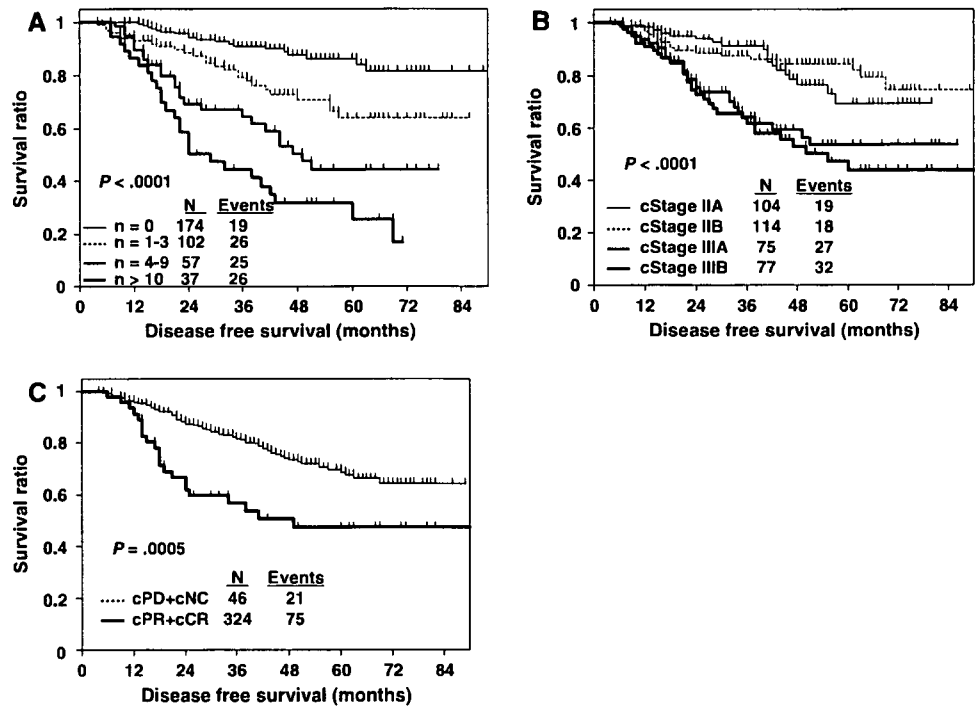 A
Survival ratio
1
0.8
0.6
0.4
0.2
0
P < .0001
N Events
n = 0 174 19
n = 1-3 102 26
n = 4-9 57 25
n > 10 37 26
0 12 24 36 48 60 72 84
Disease free survival (months)
B
Survival ratio
1
0.8
0.6
0.4
0.2
0
P < .0001
N Events
cStage IIA 104 19
cStage IIB 114 18
cStage IIIA 75 27
cStage IIIB 77 32
0 12 24 36 48 60 72 84
Disease free survival (months)
C
Survival ratio
1
0.8
0.6
0.4
0.2
0
P = .0005
N Events
cPD+cNC 46 21
cPR+cCR 324 75
0 12 24 36 48 60 72 84
Disease free survival (months)